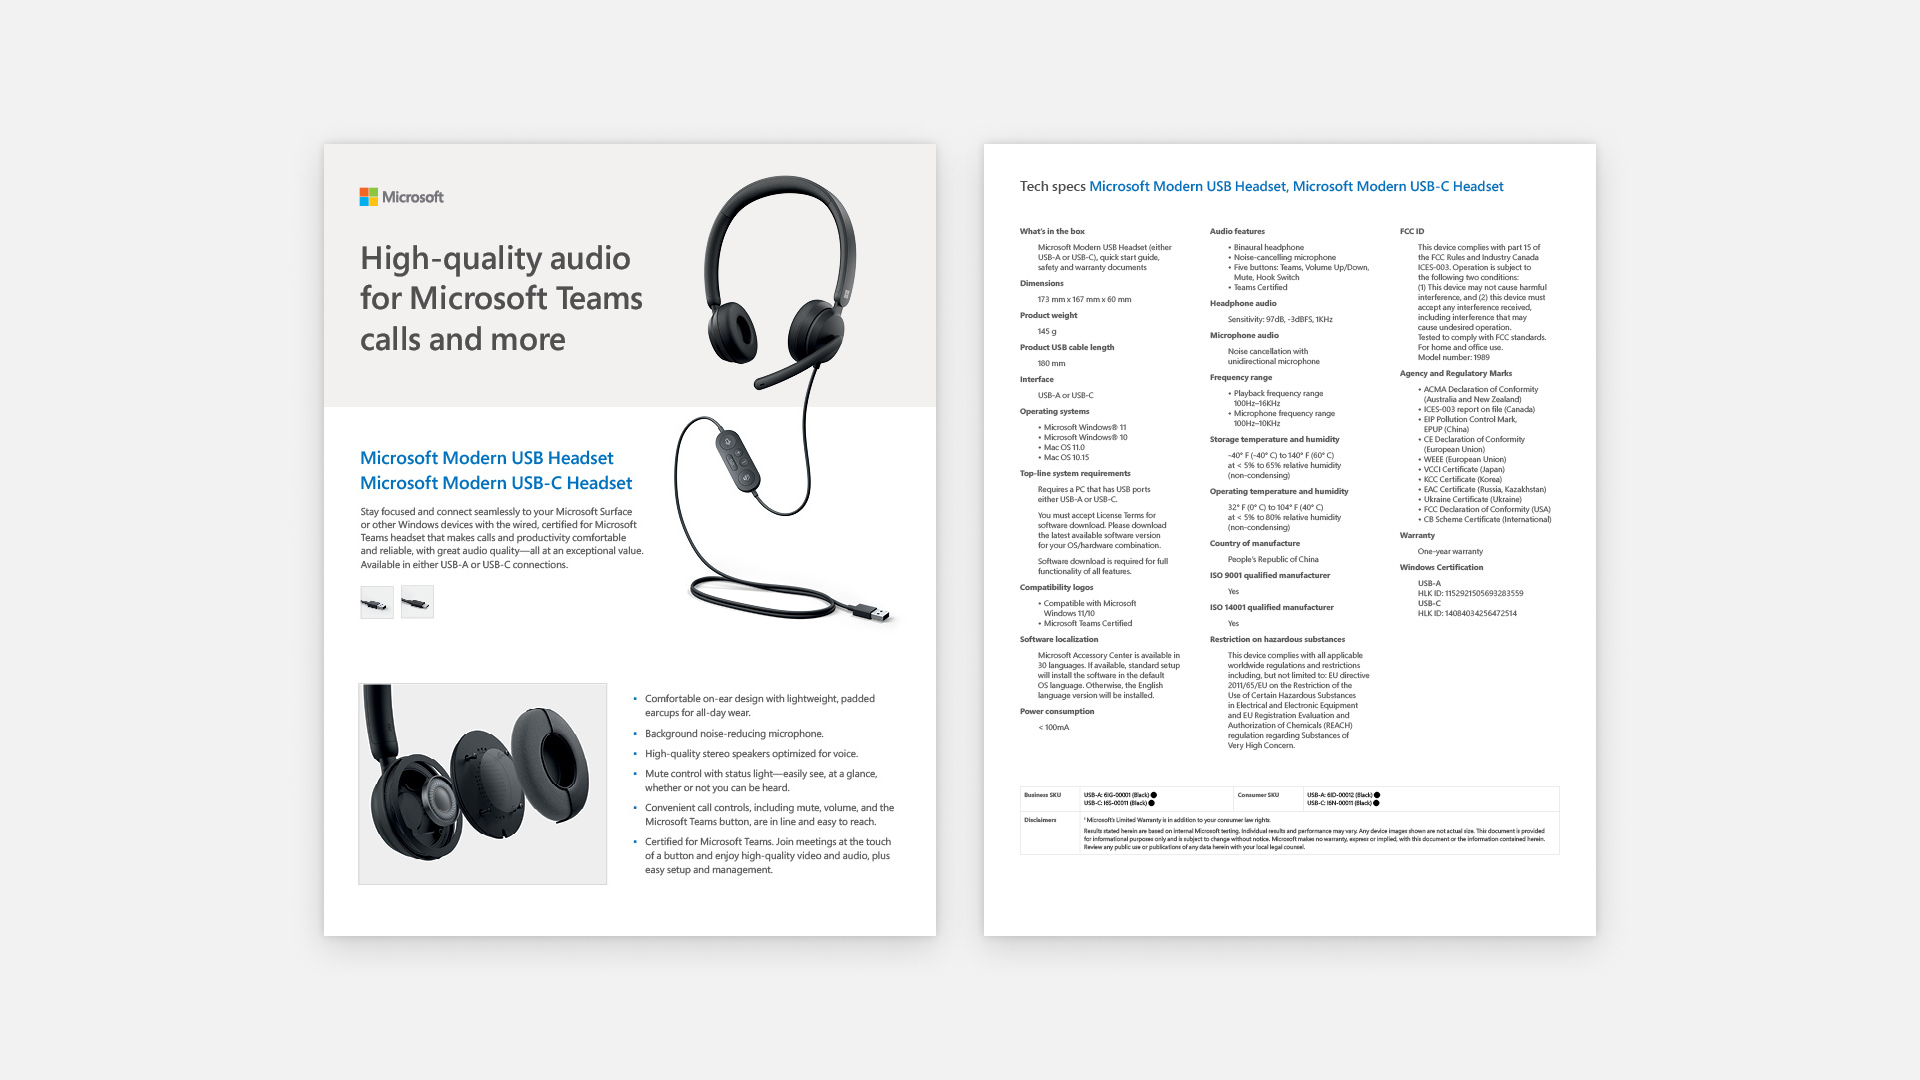 Microsoft
High-quality audio
for Microsoft Teams
calls and more
Microsoft Modern USB Headset
Microsoft Modern USB-C Headset
Stay focused and connect seamlessly to your Microsoft Surface
or other Windows devices with the wired, certified for Microsoft
Teams headset that makes calls and productivity comfortable
and reliable, with great audio quality—all at an exceptional value.
Available in either USB-A or USB-C connections.
• Comfortable on-ear design with lightweight, padded
earcups for all-day wear.
• Background noise-reducing microphone.
• High-quality stereo speakers optimized for voice.
• Mute control with status light—easily see, at a glance,
whether or not you can be heard.
• Convenient call controls, including mute, volume, and the
Microsoft Teams button, are in line and easy to reach.
• Certified for Microsoft Teams. Join meetings at the touch
of a button and enjoy high-quality video and audio, plus
easy setup and management.
Tech specs Microsoft Modern USB Headset, Microsoft Modern USB-C Headset
What's in the box
Microsoft Modern USB Headset (either
USB-A or USB-C), quick start guide,
safety and warranty documents
Dimensions
173 mm x 167 mm x 60 mm
Product weight
145 g
Product USB cable length
180 mm
Interface
USB-A or USB-C
Operating systems
• Microsoft Windows® 11
• Microsoft Windows® 10
• Mac OS 11.0
• Mac OS 10.15
Top-line system requirements
Requires a PC that has USB ports
either USB-A or USB-C.
You must accept License Terms for
software download. Please download
the latest available software version
for your OS/hardware combination.
Software download is required for full
functionality of all features.
Compatibility logos
• Compatible with Microsoft
Windows 11/10
• Microsoft Teams Certified
Software localization
Microsoft Accessory Center is available in
30 languages. If available, standard setup
will install the software in the default
OS language. Otherwise, the English
language version will be installed.
Power consumption
< 100mA
Audio features
• Binaural headphone
• Noise-cancelling microphone
• Five buttons: Teams, Volume Up/Down,
Mute, Hook Switch
• Teams Certified
Headphone audio
Sensitivity: 97dB, -3dBFS, 1KHz
Microphone audio
Noise cancellation with
unidirectional microphone
Frequency range
• Playback frequency range
100Hz–16KHz
• Microphone frequency range
100Hz–10KHz
Storage temperature and humidity
-40° F (-40° C) to 140° F (60° C)
at < 5% to 65% relative humidity
(non-condensing)
Operating temperature and humidity
32° F (0° C) to 104° F (40° C)
at < 5% to 80% relative humidity
(non-condensing)
Country of manufacture
People's Republic of China
ISO 9001 qualified manufacturer
Yes
ISO 14001 qualified manufacturer
Yes
Restriction on hazardous substances
This device complies with all applicable
worldwide regulations and restrictions
including, but not limited to: EU directive
2011/65/EU on the Restriction of the
Use of Certain Hazardous Substances
in Electrical and Electronic Equipment
and EU Registration Evaluation and
Authorization of Chemicals (REACH)
regulation regarding Substances of
Very High Concern.
FCC ID
This device complies with part 15 of
the FCC Rules and Industry Canada
ICES-003. Operation is subject to
the following two conditions:
(1) This device may not cause harmful
interference, and (2) this device must
accept any interference received,
including interference that may
cause undesired operation.
Tested to comply with FCC standards.
For home and office use.
Model number: 1989
Agency and Regulatory Marks
• ACMA Declaration of Conformity
(Australia and New Zealand)
• ICES-003 report on file (Canada)
• EIP Pollution Control Mark,
EPUP (China)
• CE Declaration of Conformity
(European Union)
• WEEE (European Union)
• VCCI Certificate (Japan)
• KCC Certificate (Korea)
• EAC Certificate (Russia, Kazakhstan)
• Ukraine Certificate (Ukraine)
• FCC Declaration of Conformity (USA)
• CB Scheme Certificate (International)
Warranty
One-year warranty
Windows Certification
USB-A
HLK ID: 1152921505693283559
USB-C
HLK ID: 14084034256472514
Business SKU
USB-A: 6IG-00001 (Black)
USB-C: I6S-00011 (Black)
Consumer SKU
USB-A: 6ID-00012 (Black)
USB-C: I6N-00011 (Black)
Disclaimers
¹ Microsoft's Limited Warranty is in addition to your consumer law rights.
Results stated herein are based on internal Microsoft testing. Individual results and performance may vary. Any device images shown are not actual size. This document is provided
for informational purposes only and is subject to change without notice. Microsoft makes no warranty, express or implied, with this document or the information contained herein.
Review any public use or publications of any data herein with your local legal counsel.